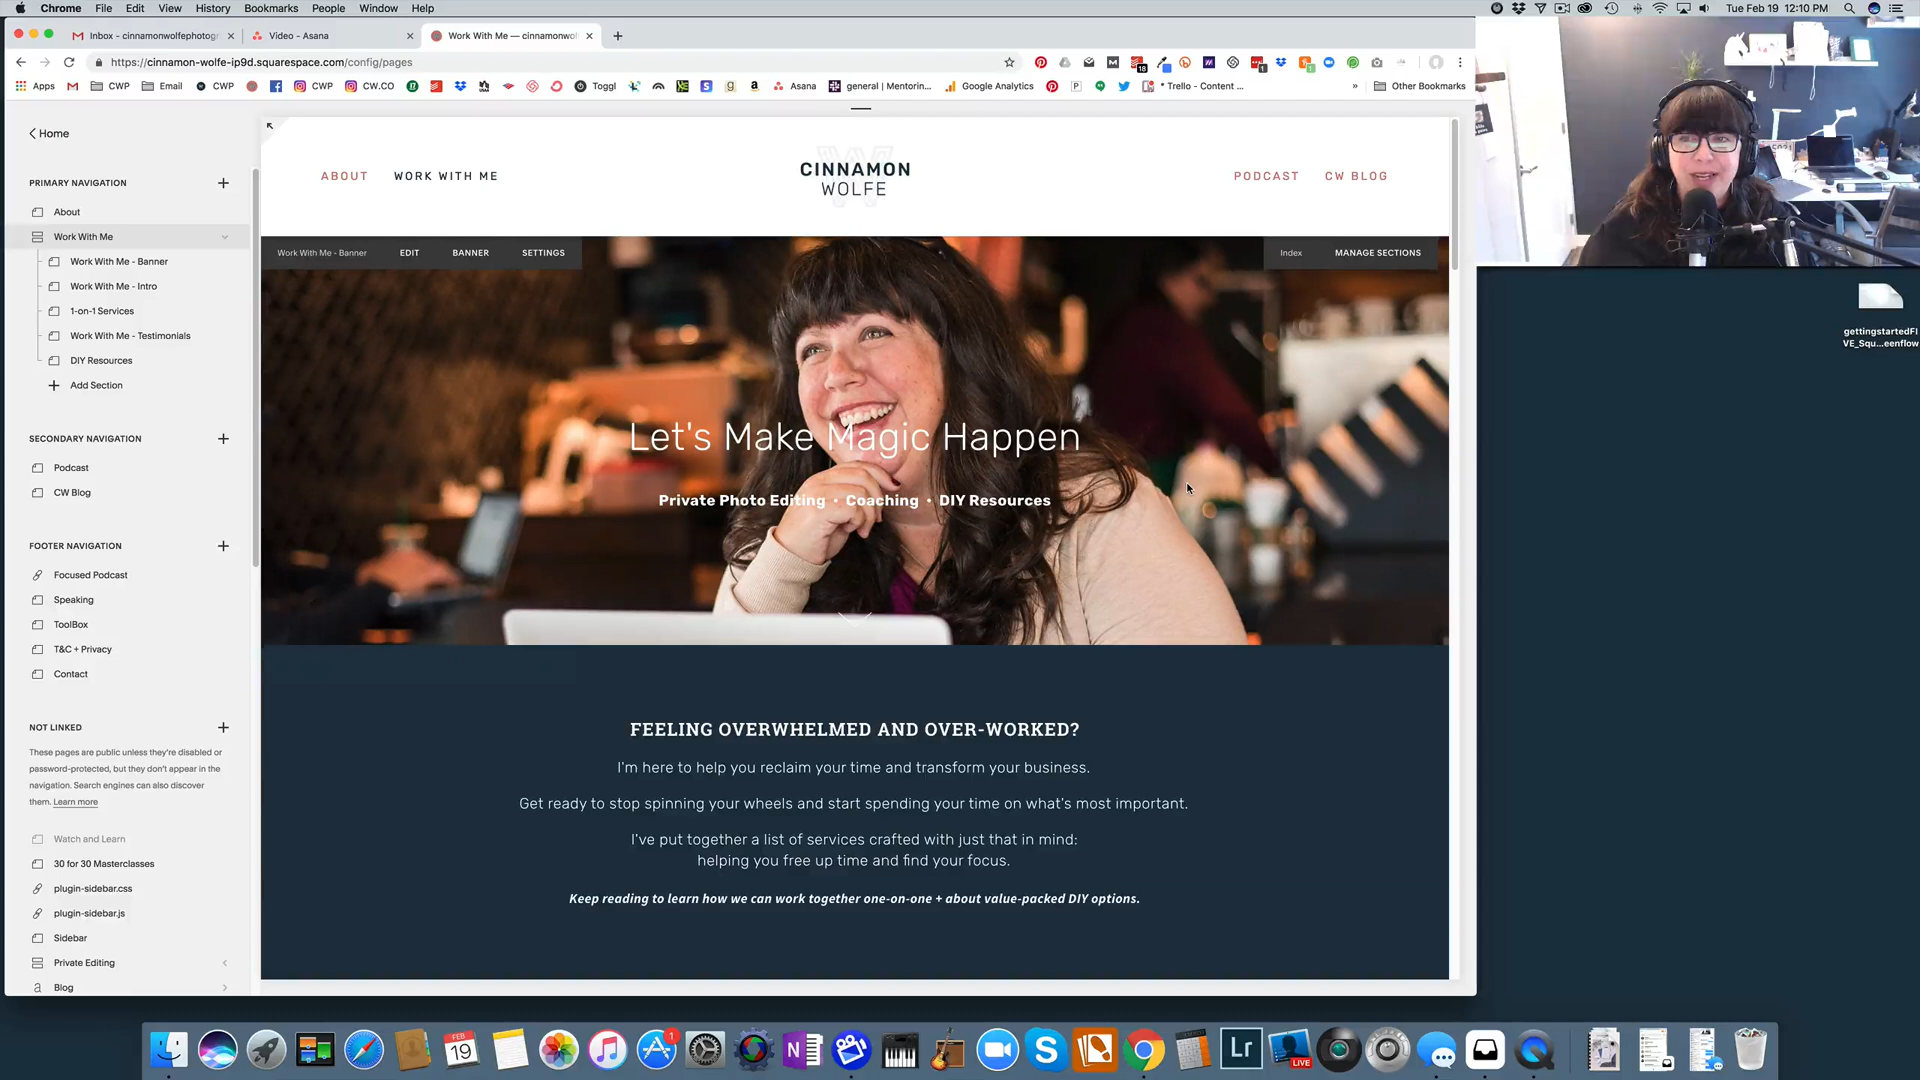 Chrome File Edit View History Bookmarks People Window Help
Tue Feb 19 12:10 PM
Inbox - cinnamonwolfephotogr
Video - Asana
Work With Me — cinnamonwol
https://cinnamon-wolfe-ip9d.squarespace.com/config/pages
Apps
CWP
Email
CWP
CWP
CW.CO
Toggl
Asana
general | Mentorin...
Google Analytics
* Trello - Content ...
» Other Bookmarks
Home
PRIMARY NAVIGATION
About
Work With Me
Work With Me - Banner
Work With Me - Intro
1-on-1 Services
Work With Me - Testimonials
DIY Resources
Add Section
SECONDARY NAVIGATION
Podcast
CW Blog
FOOTER NAVIGATION
Focused Podcast
Speaking
ToolBox
T&C + Privacy
Contact
NOT LINKED
These pages are public unless they're disabled or
password-protected, but they don't appear in the
navigation. Search engines can also discover
them. Learn more
Watch and Learn
30 for 30 Masterclasses
plugin-sidebar.css
plugin-sidebar.js
Sidebar
Private Editing
Blog
ABOUT WORK WITH ME
CINNAMON
WOLFE
PODCAST CW BLOG
Work With Me - Banner EDIT BANNER SETTINGS
Index MANAGE SECTIONS
Let's Make Magic Happen
Private Photo Editing • Coaching • DIY Resources
FEELING OVERWHELMED AND OVER-WORKED?
I'm here to help you reclaim your time and transform your business.
Get ready to stop spinning your wheels and start spending your time on what's most important.
I've put together a list of services crafted with just that in mind:
helping you free up time and find your focus.
Keep reading to learn how we can work together one-on-one + about value-packed DIY options.
gettingstartedFI
VE_Squ...eenflow
FEB
19
1
N
S
Lr
LIVE